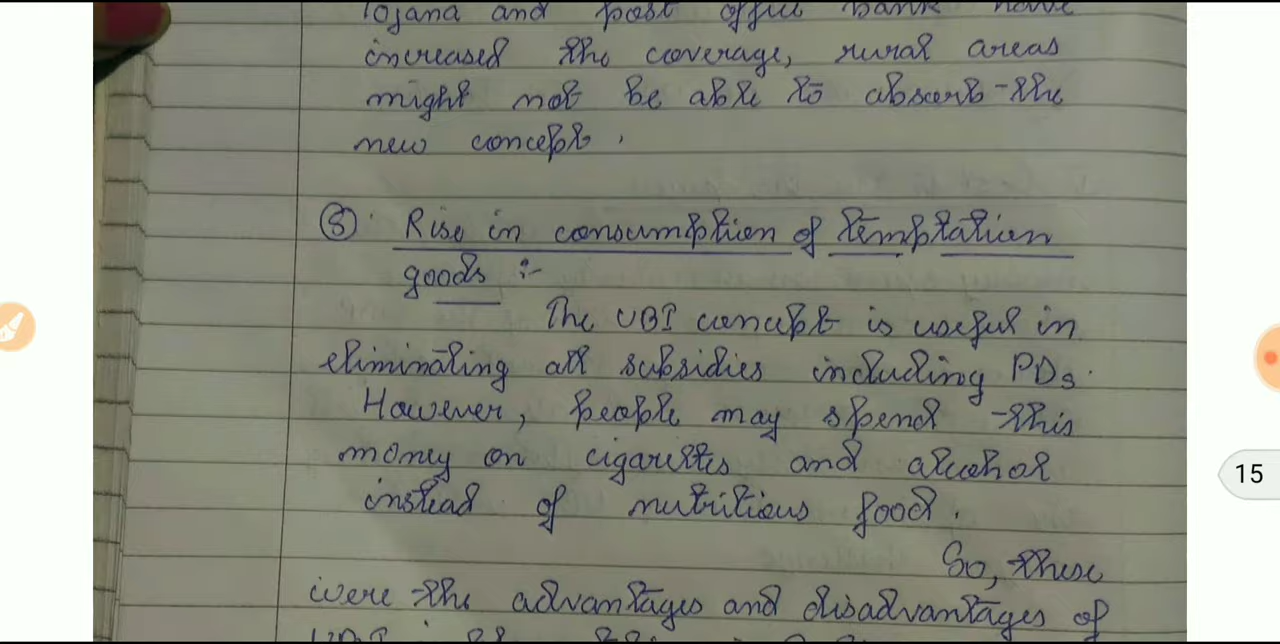 Yojana and post office bank have
increased the coverage, rural areas
might not be able to absorb the
new concept.
⑤ Rise in consumption of temptation
goods :-
The UBI concept is useful in
eliminating all subsidies including PDs.
However, people may spend this
money on cigarettes and alcohol
instead of nutritious food.
So, these
were the advantages and disadvantages of
15